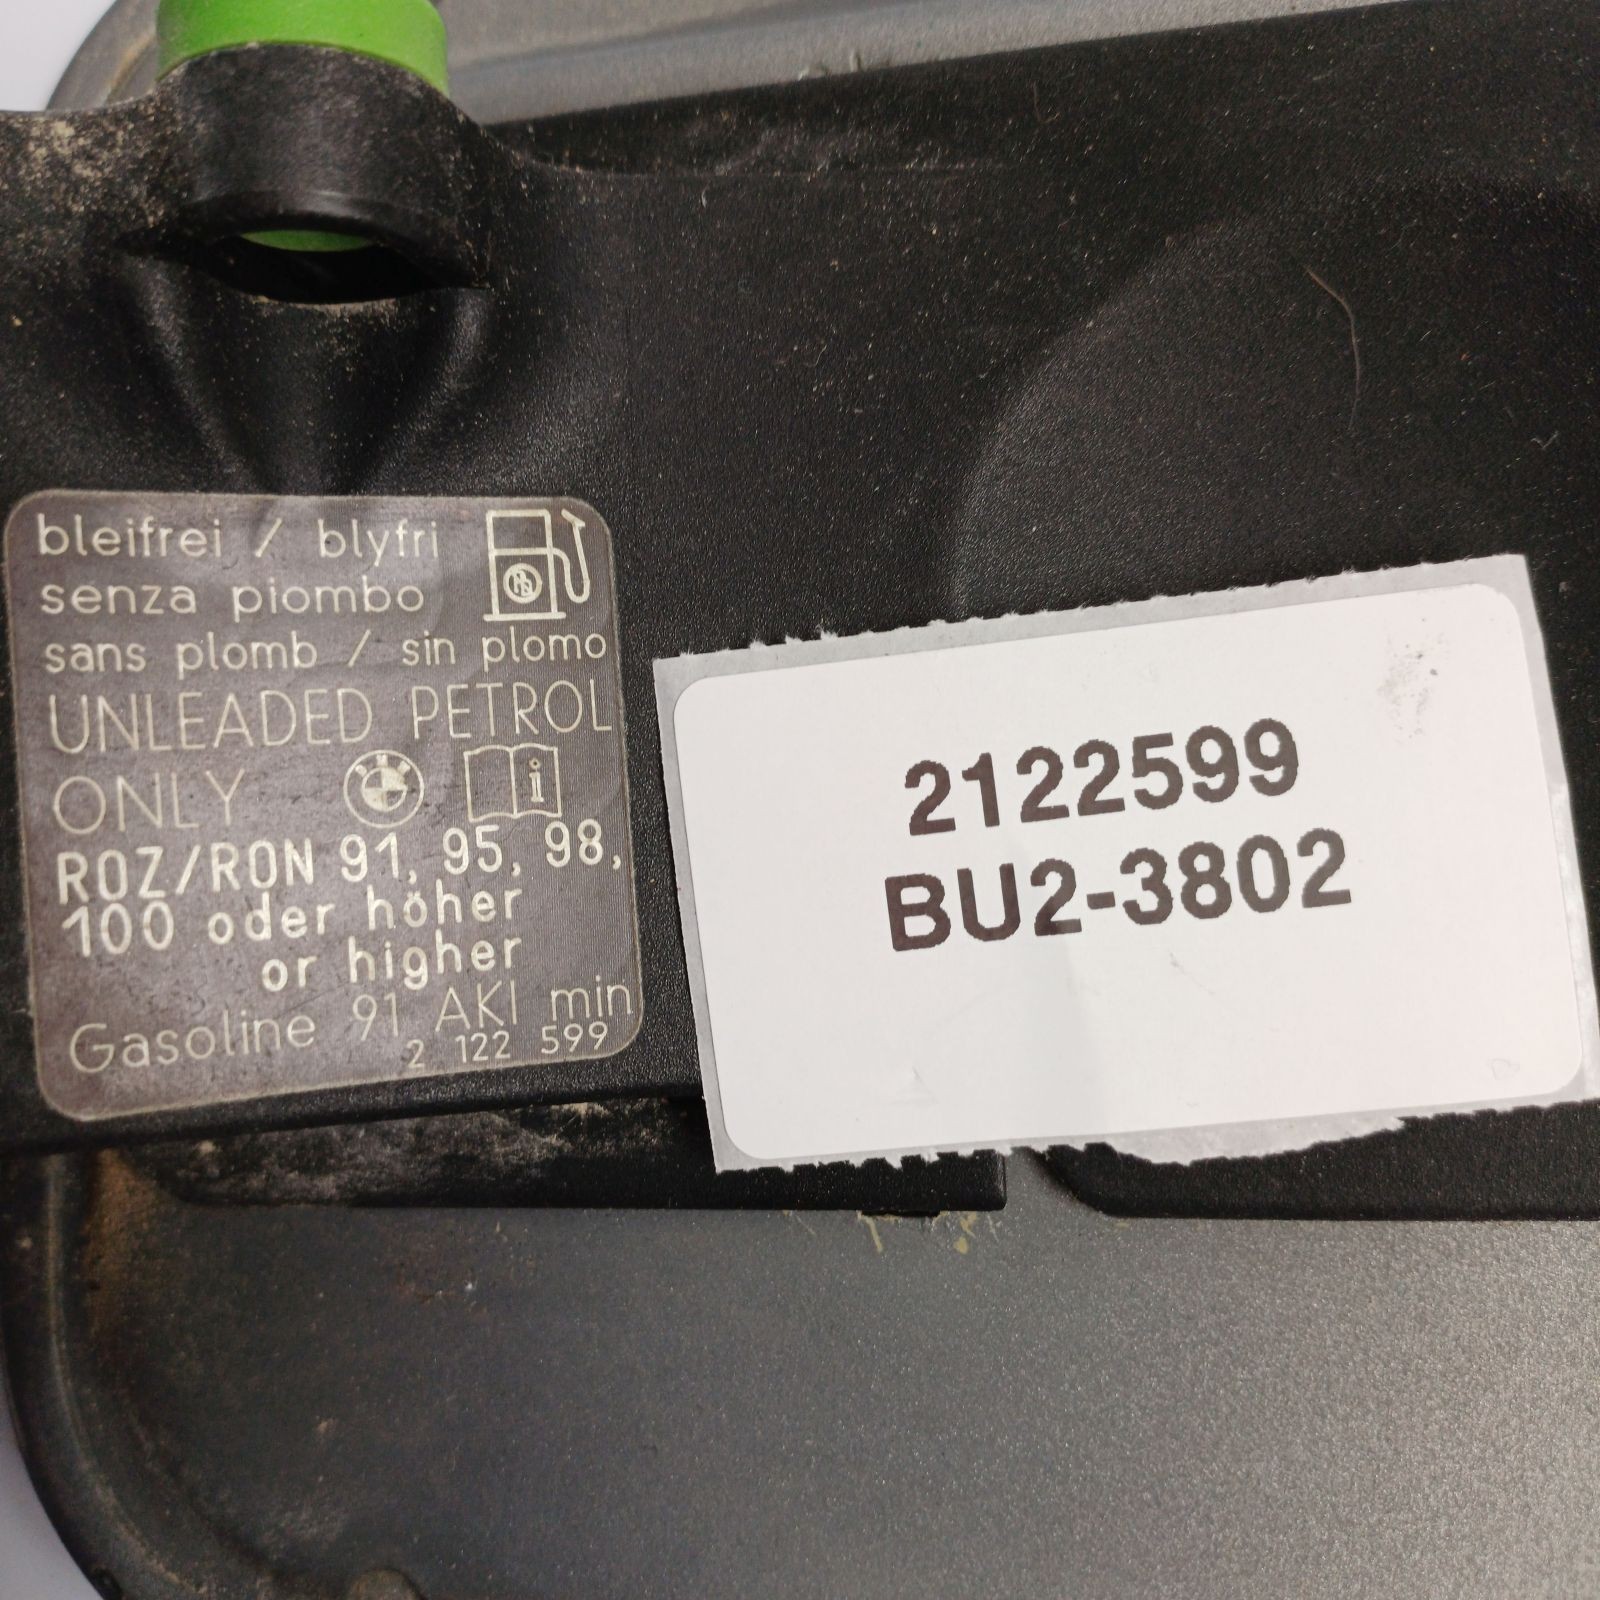 bleifrei / blyfri
senza piombo
sans plomb / sin plomo
UNLEADED PETROL
ONLY
ROZ/RON 91, 95, 98,
100 oder höher
or higher
Gasoline 91 AKI min
2 122 599
2122599
BU2-3802